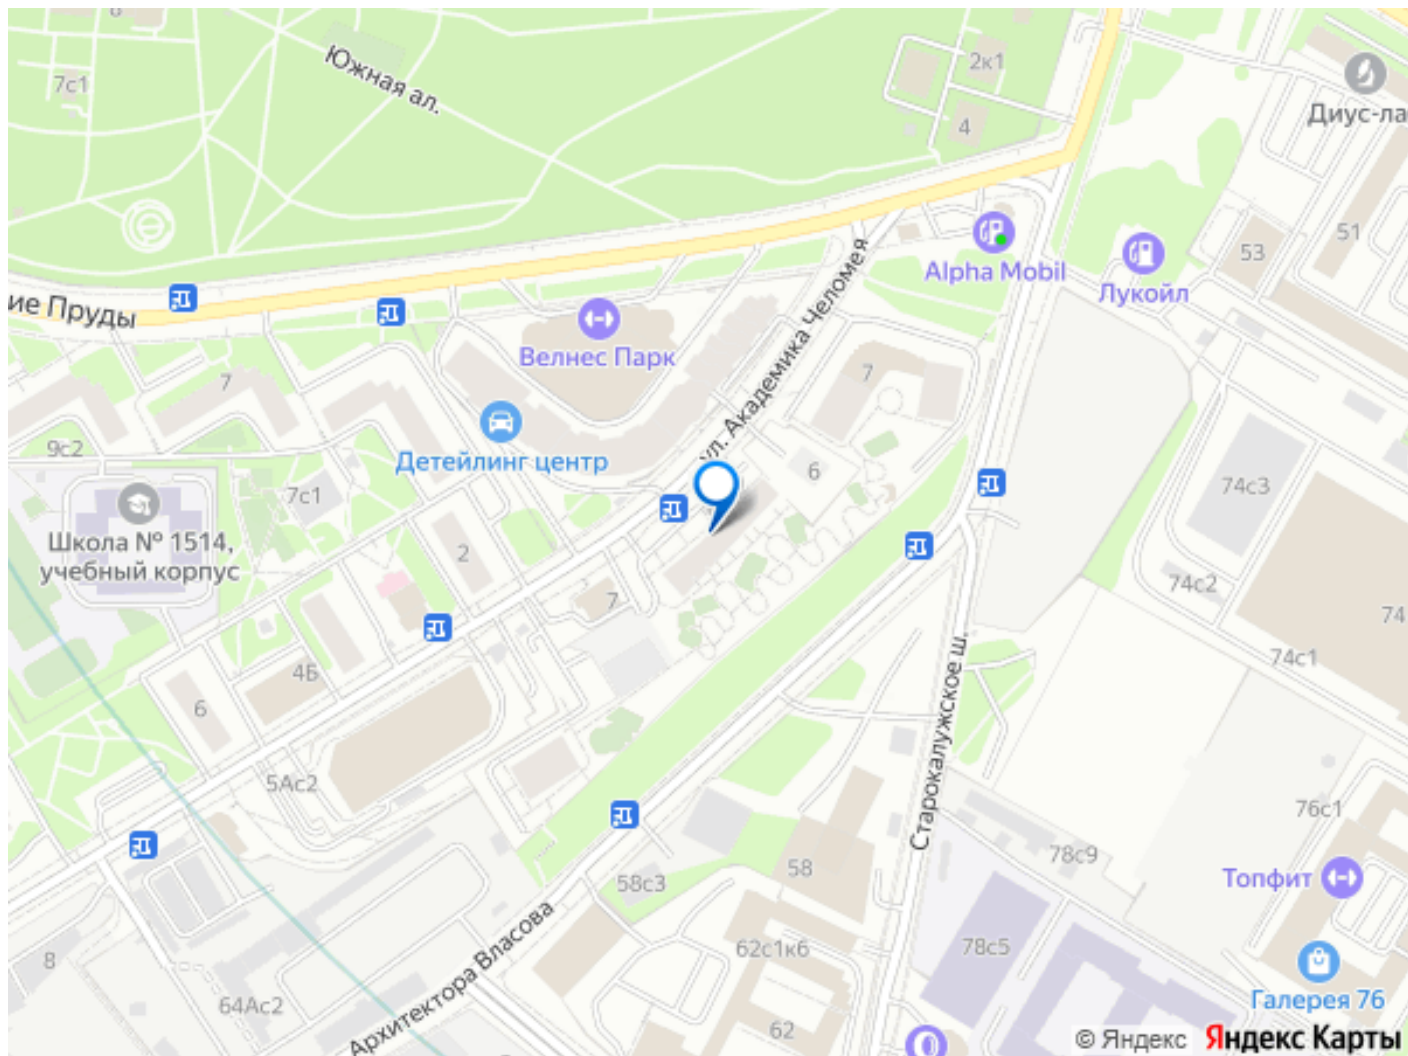 8
7с1
Южная ал.
2к1
4
Диус-ла
51
53
Alpha Mobil
Лукойл
ие Пруды
Велнес Парк
ул. Академика Челомея
7
7
Детейлинг центр
9с2
7с1
6
74с3
Школа № 1514,
учебный корпус
2
7
74с2
74
74с1
4Б
6
Старокалужское ш.
5Ас2
76с1
78с9
58
58с3
Топфит
Архитектора Власова
62с1к6
78с5
8
64Ас2
Галерея 76
62
© Яндекс
Яндекс Карты